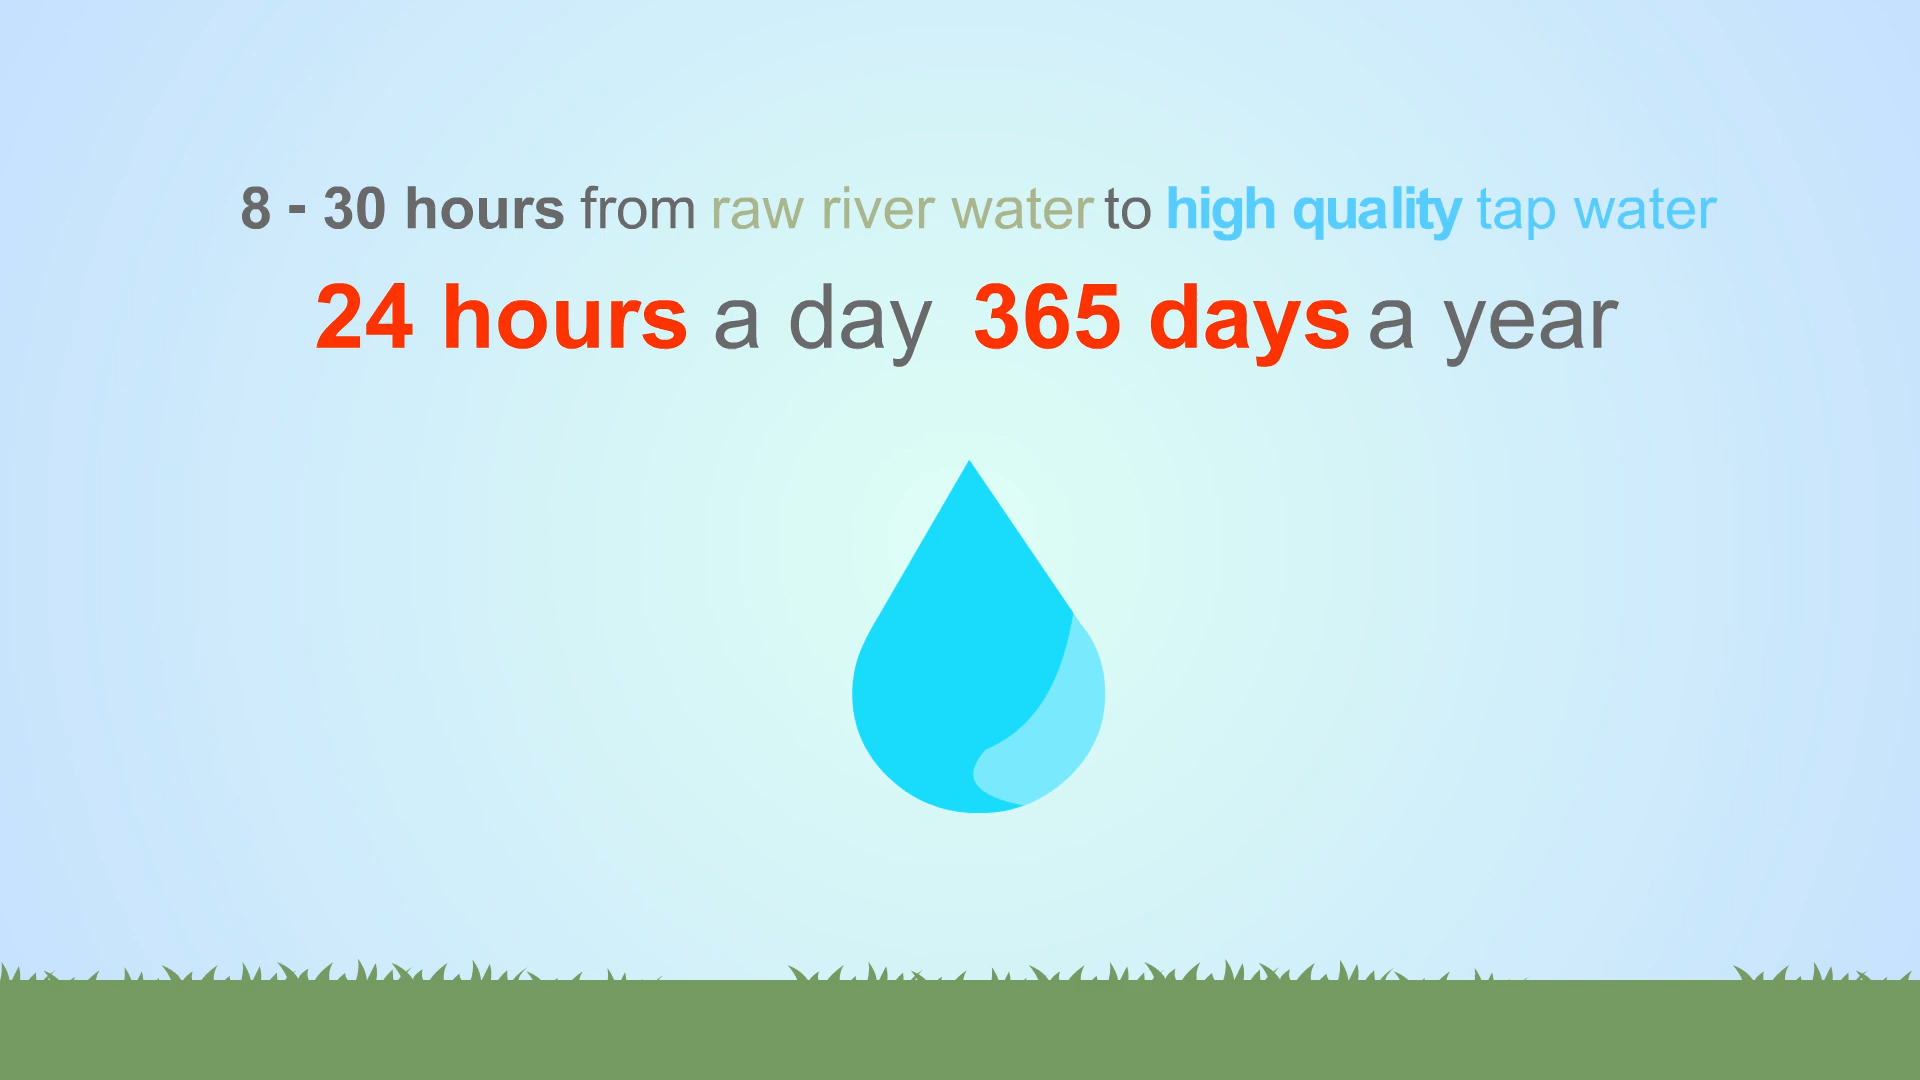 8 - 30 hours from raw river water to high quality tap water
24 hours a day 365 days a year